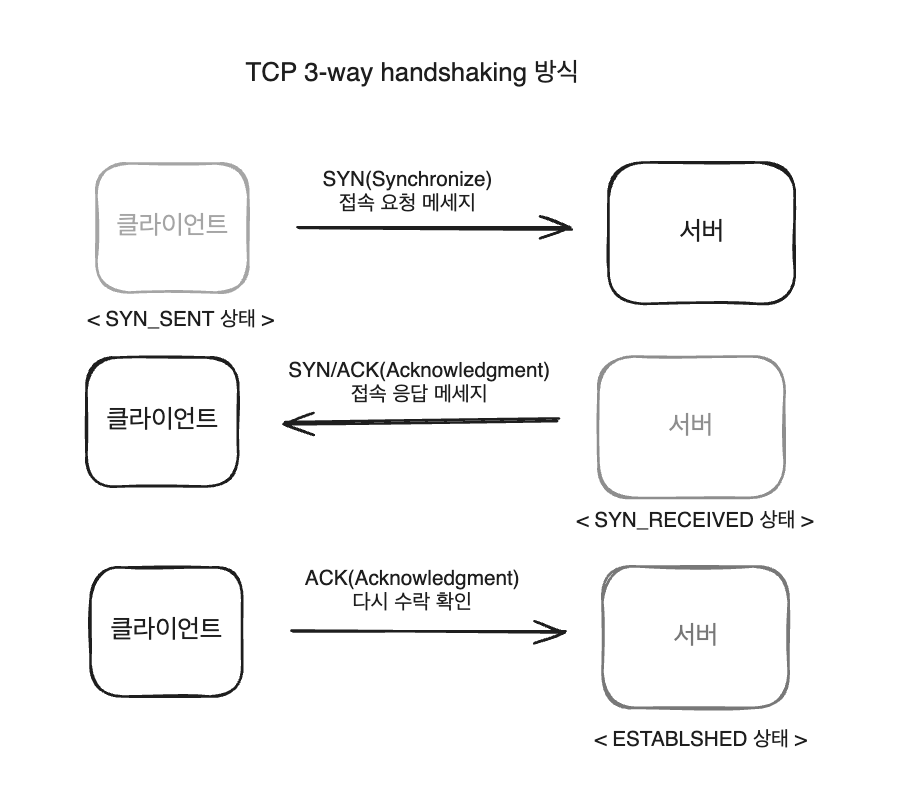 TCP 3-way handshaking 방식
SYN(Synchronize)
접속 요청 메세지
클라이언트
서버
< SYN_SENT 상태 >
SYN/ACK(Acknowledgment)
접속 응답 메세지
클라이언트
서버
< SYN_RECEIVED 상태 >
ACK(Acknowledgment)
다시 수락 확인
클라이언트
서버
< ESTABLSHED 상태 >